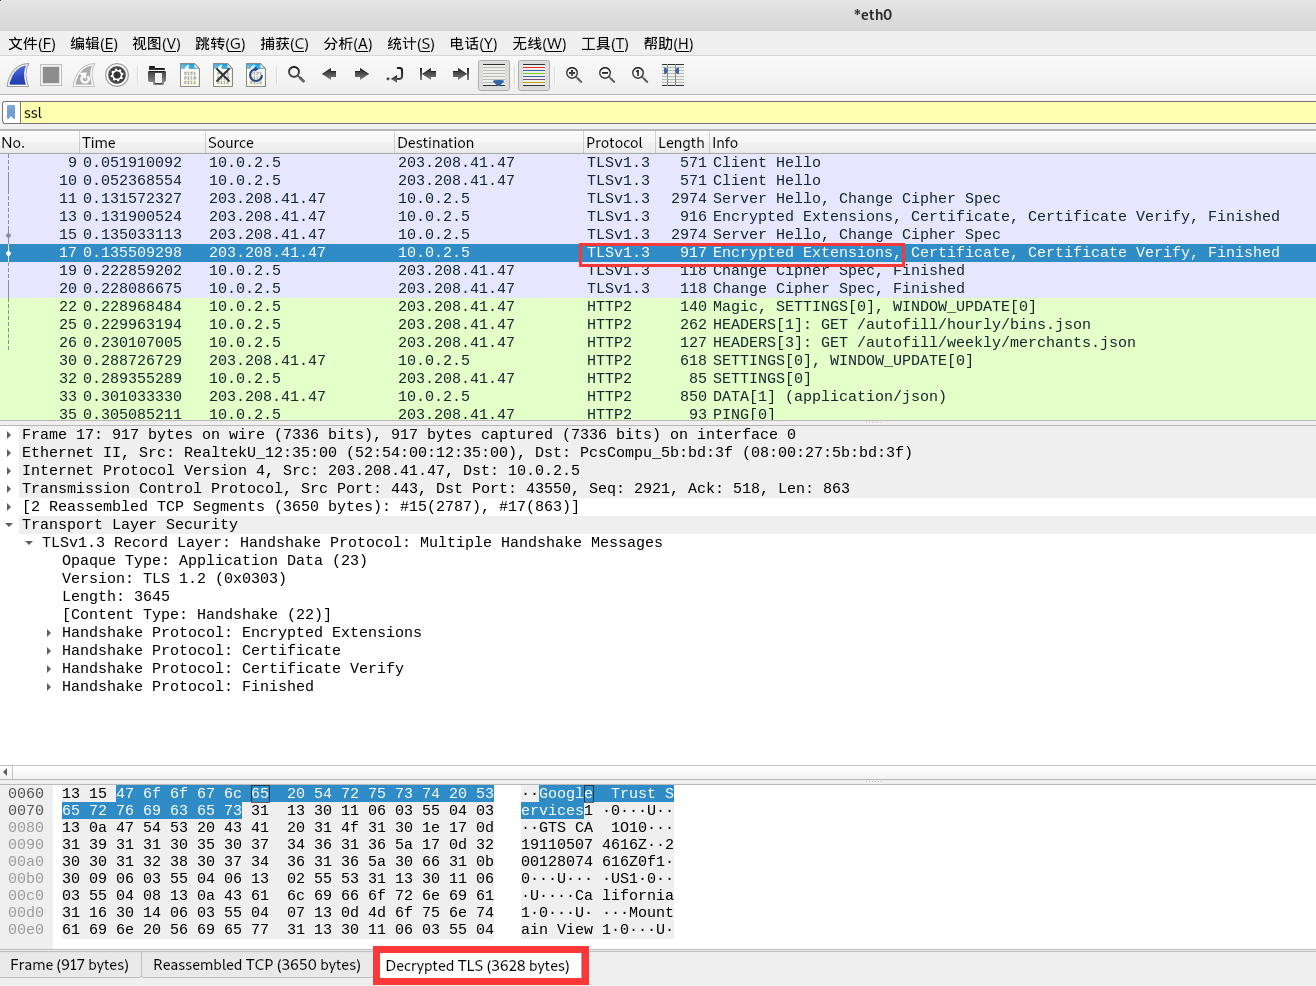 *eth0
文件(F) 编辑(E) 视图(V) 跳转(G) 捕获(C) 分析(A) 统计(S) 电话(Y) 无线(W) 工具(T) 帮助(H)
ssl
No. Time Source Destination Protocol Length Info
9 0.051910092 10.0.2.5 203.208.41.47 TLSv1.3 571 Client Hello
10 0.052368554 10.0.2.5 203.208.41.47 TLSv1.3 571 Client Hello
11 0.131572327 203.208.41.47 10.0.2.5 TLSv1.3 2974 Server Hello, Change Cipher Spec
13 0.131900524 203.208.41.47 10.0.2.5 TLSv1.3 916 Encrypted Extensions, Certificate, Certificate Verify, Finished
15 0.135033113 203.208.41.47 10.0.2.5 TLSv1.3 2974 Server Hello, Change Cipher Spec
17 0.135509298 203.208.41.47 10.0.2.5 TLSv1.3 917 Encrypted Extensions, Certificate, Certificate Verify, Finished
19 0.222859202 10.0.2.5 203.208.41.47 TLSv1.3 118 Change Cipher Spec, Finished
20 0.228086675 10.0.2.5 203.208.41.47 TLSv1.3 118 Change Cipher Spec, Finished
22 0.228968484 10.0.2.5 203.208.41.47 HTTP2 140 Magic, SETTINGS[0], WINDOW_UPDATE[0]
25 0.229963194 10.0.2.5 203.208.41.47 HTTP2 262 HEADERS[1]: GET /autofill/hourly/bins.json
26 0.230107005 10.0.2.5 203.208.41.47 HTTP2 127 HEADERS[3]: GET /autofill/weekly/merchants.json
30 0.288726729 203.208.41.47 10.0.2.5 HTTP2 618 SETTINGS[0], WINDOW_UPDATE[0]
32 0.289355289 10.0.2.5 203.208.41.47 HTTP2 85 SETTINGS[0]
33 0.301033330 203.208.41.47 10.0.2.5 HTTP2 850 DATA[1] (application/json)
35 0.305085211 10.0.2.5 203.208.41.47 HTTP2 93 PING[0]
Frame 17: 917 bytes on wire (7336 bits), 917 bytes captured (7336 bits) on interface 0
Ethernet II, Src: RealtekU_12:35:00 (52:54:00:12:35:00), Dst: PcsCompu_5b:bd:3f (08:00:27:5b:bd:3f)
Internet Protocol Version 4, Src: 203.208.41.47, Dst: 10.0.2.5
Transmission Control Protocol, Src Port: 443, Dst Port: 43550, Seq: 2921, Ack: 518, Len: 863
[2 Reassembled TCP Segments (3650 bytes): #15(2787), #17(863)]
Transport Layer Security
TLSv1.3 Record Layer: Handshake Protocol: Multiple Handshake Messages
Opaque Type: Application Data (23)
Version: TLS 1.2 (0x0303)
Length: 3645
[Content Type: Handshake (22)]
Handshake Protocol: Encrypted Extensions
Handshake Protocol: Certificate
Handshake Protocol: Certificate Verify
Handshake Protocol: Finished
0060 13 15 47 6f 6f 67 6c 65 20 54 72 75 73 74 20 53 ··Google Trust S
0070 65 72 76 69 63 65 73 31 13 30 11 06 03 55 04 03 ervices1 ·0···U··
0080 13 0a 47 54 53 20 43 41 20 31 4f 31 30 1e 17 0d ··GTS CA 1O10···
0090 31 39 31 31 30 35 30 37 34 36 31 36 5a 17 0d 32 19110507 4616Z··2
00a0 30 30 31 32 38 30 37 34 36 31 36 5a 30 66 31 0b 00128074 616Z0f1·
00b0 30 09 06 03 55 04 06 13 02 55 53 31 13 30 11 06 0···U··· ·US1·0··
00c0 03 55 04 08 13 0a 43 61 6c 69 66 6f 72 6e 69 61 ·U····Ca lifornia
00d0 31 16 30 14 06 03 55 04 07 13 0d 4d 6f 75 6e 74 1·0···U· ···Mount
00e0 61 69 6e 20 56 69 65 77 31 13 30 11 06 03 55 04 ain View 1·0···U·
Frame (917 bytes) Reassembled TCP (3650 bytes) Decrypted TLS (3628 bytes)